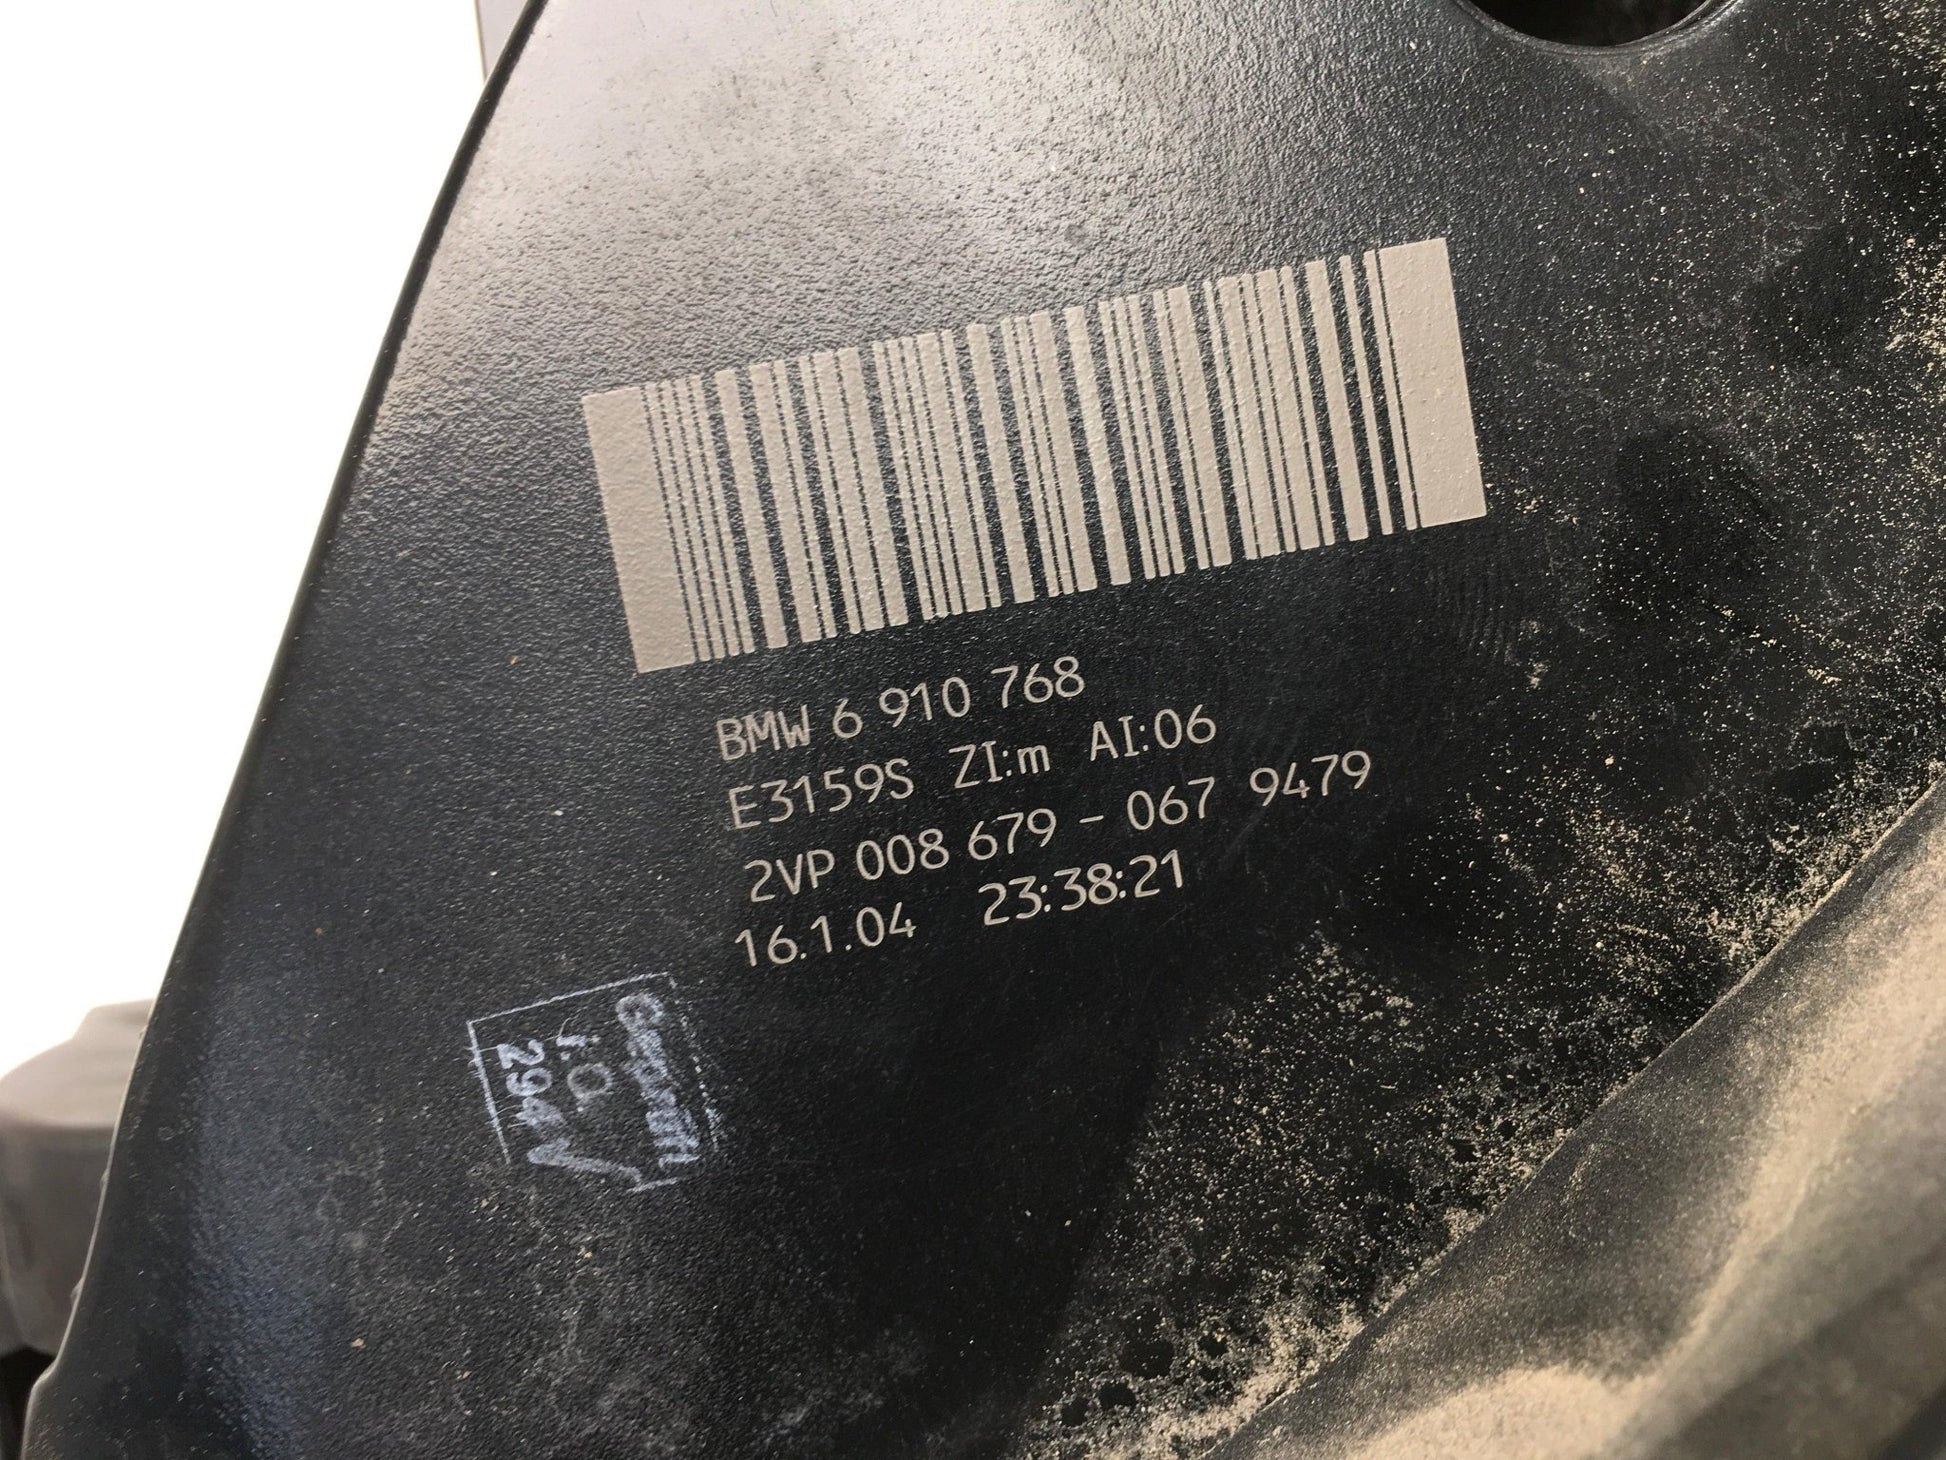 BMW 6 910 768
E3159S ZI:m AI:06
2VP 008 679 - 067 9479
16.1.04 23:38:21
Geprüft
i.O.
294